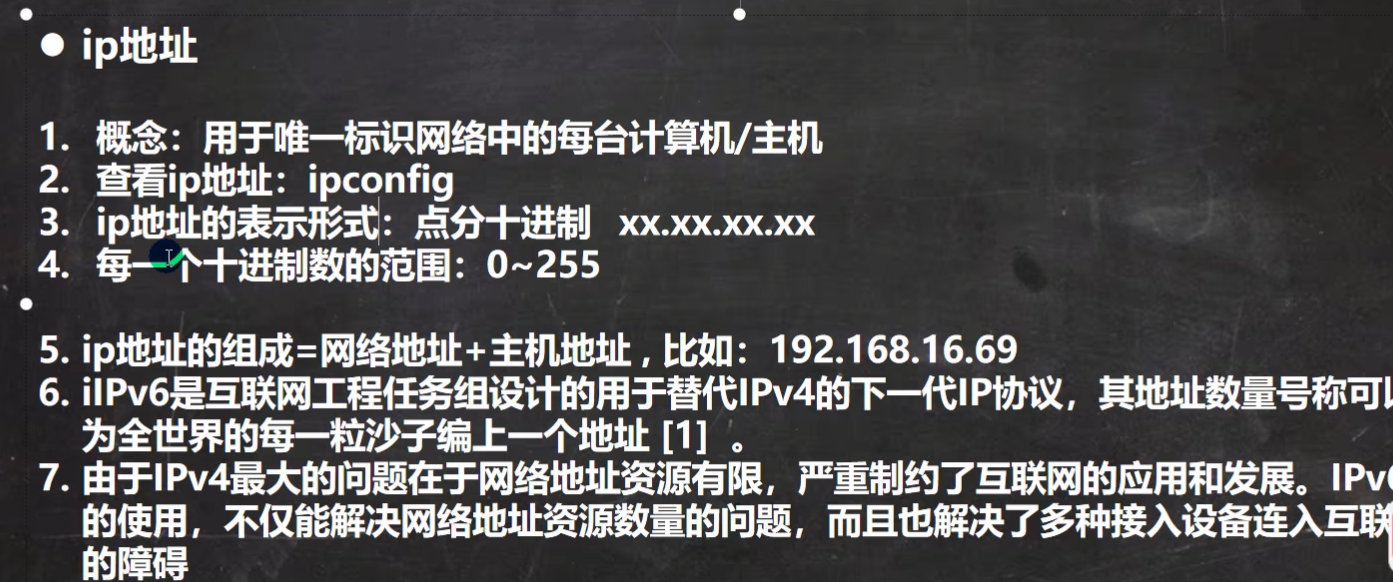 ● ip地址
1. 概念：用于唯一标识网络中的每台计算机/主机
2. 查看ip地址：ipconfig
3. ip地址的表示形式：点分十进制 xx.xx.xx.xx
4. 每一个十进制数的范围：0~255
5. ip地址的组成=网络地址+主机地址 , 比如：192.168.16.69
6. iIPv6是互联网工程任务组设计的用于替代IPv4的下一代IP协议，其地址数量号称可以
为全世界的每一粒沙子编上一个地址 [1] 。
7. 由于IPv4最大的问题在于网络地址资源有限，严重制约了互联网的应用和发展。IPv6
的使用，不仅能解决网络地址资源数量的问题，而且也解决了多种接入设备连入互联
的障碍